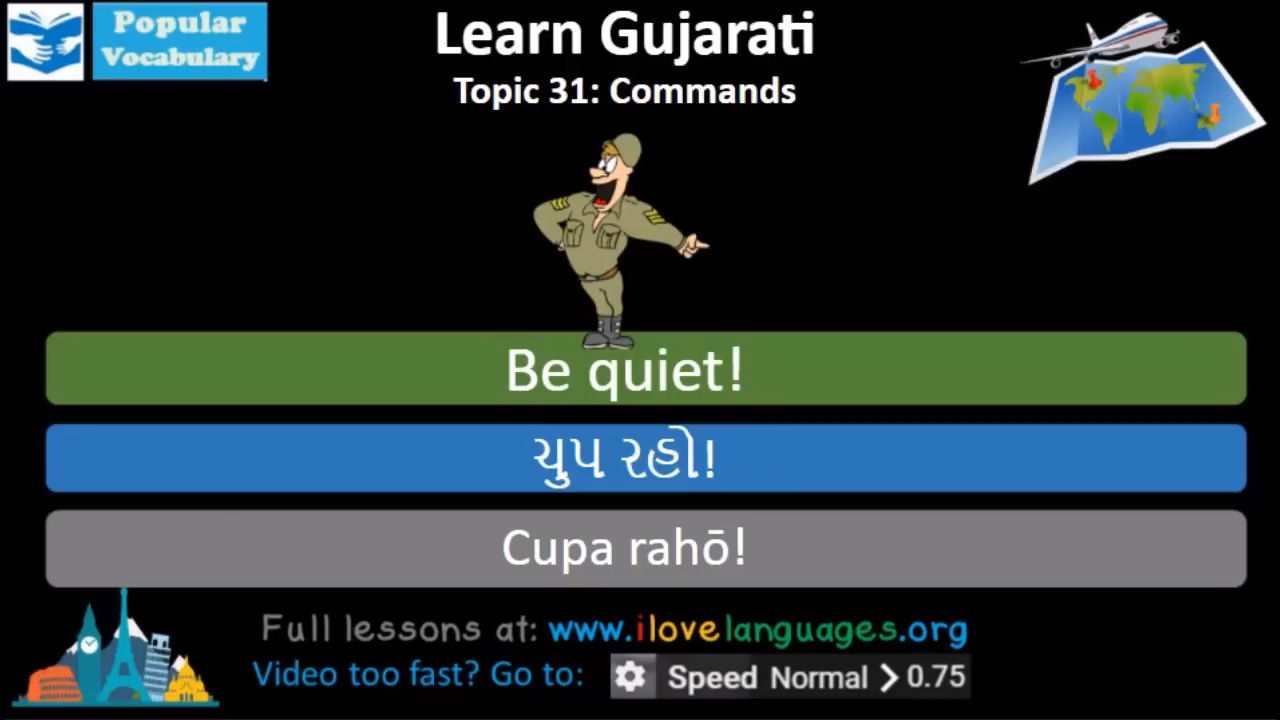 Popular
Vocabulary
Learn Gujarati
Topic 31: Commands
Be quiet!
ચુપ રહો!
Cupa rahō!
Full lessons at: www.ilovelanguages.org
Video too fast? Go to: Speed Normal > 0.75